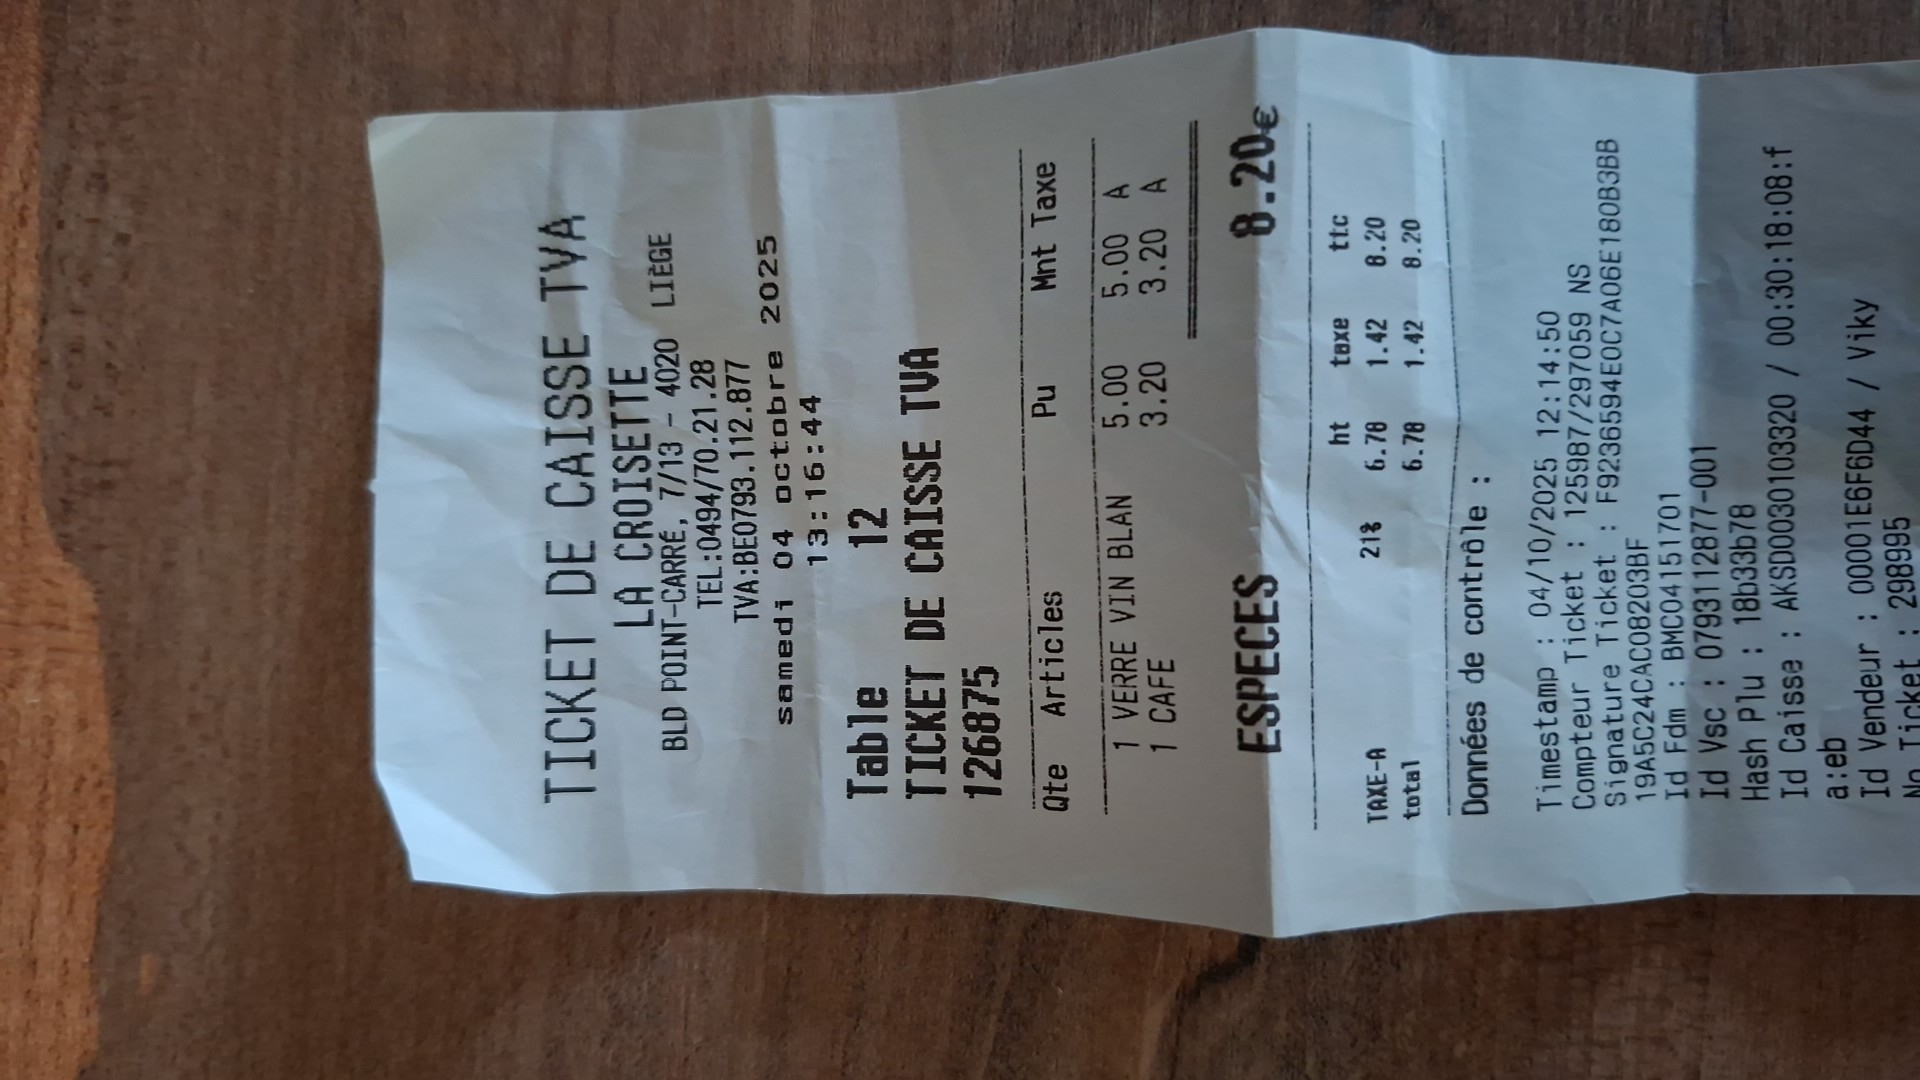 TICKET DE CAISSE TVA
LA CROISETTE
BLD POINT-CARRÉ, 7/13 - 4020 LIÈGE
TEL:0494/70.21.28
TVA:BE0793.112.877
samedi 04 octobre 2025
13:16:44
Table 12
TICKET DE CAISSE TVA
126875
Qte Articles Pu Mnt Taxe
1 VERRE VIN BLAN 5.00 5.00 A
1 CAFE 3.20 3.20 A
ESPECES 8.20€
ht taxe ttc
TAXE-A 21% 6.78 1.42 8.20
total 6.78 1.42 8.20
Données de contrôle :
Timestamp : 04/10/2025 12:14:50
Compteur Ticket : 125987/297059 NS
Signature Ticket : F9236594E0C7A06E180B3BB
19A5C24CAC08203BF
Id Fdm : BMC04151701
Id Vsc : 0793112877-001
Hash Plu : 18b33b78
Id Caisse : AKSD0030103320 / 00:30:18:08:f
a:eb
Id Vendeur : 00001E6F6D44 / Viky
No Ticket : 298995